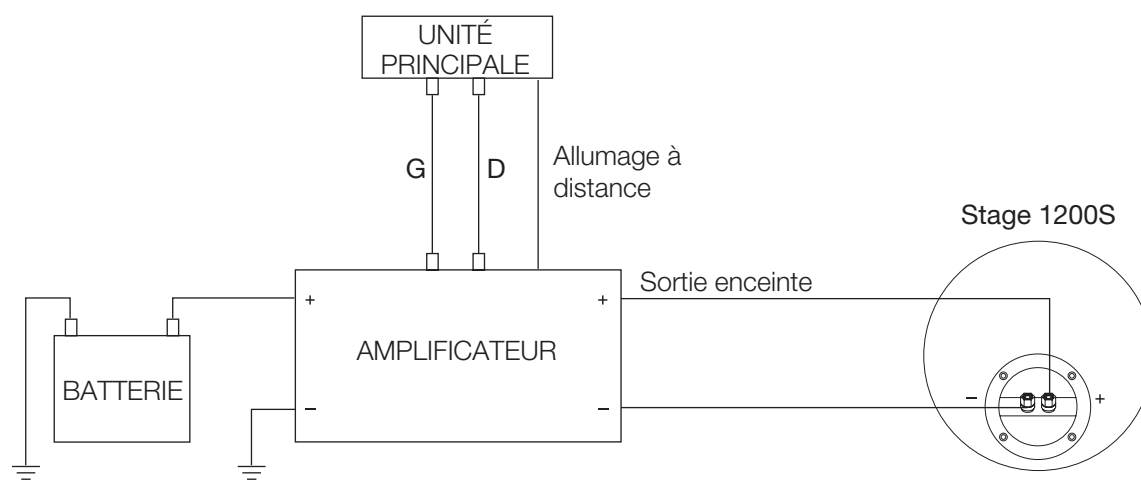 UNITÉ
PRINCIPALE
G
D
Allumage à
distance
Stage 1200S
Sortie enceinte
+
+
AMPLIFICATEUR
BATTERIE
–
–
–
+